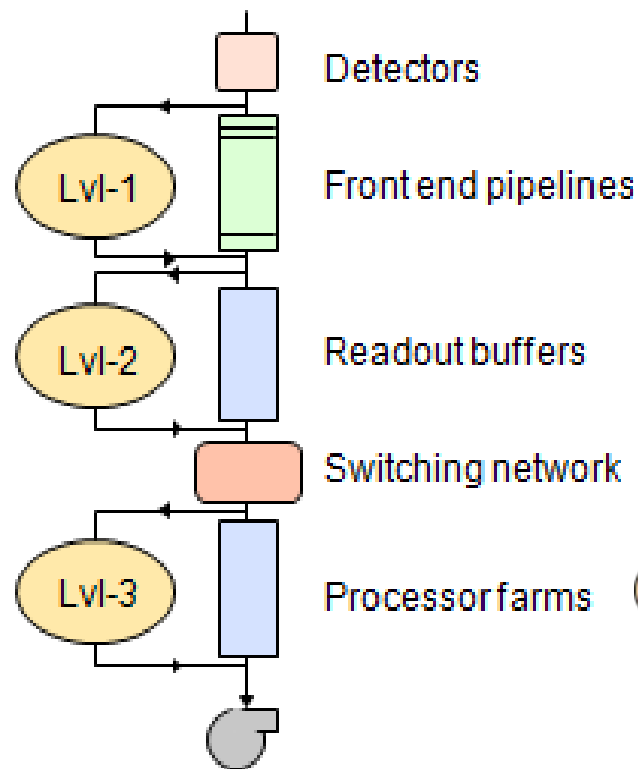 Detectors
Lvl-1
Front end pipelines
Lvl-2
Readout buffers
Switching network
Lvl-3
Processor farms